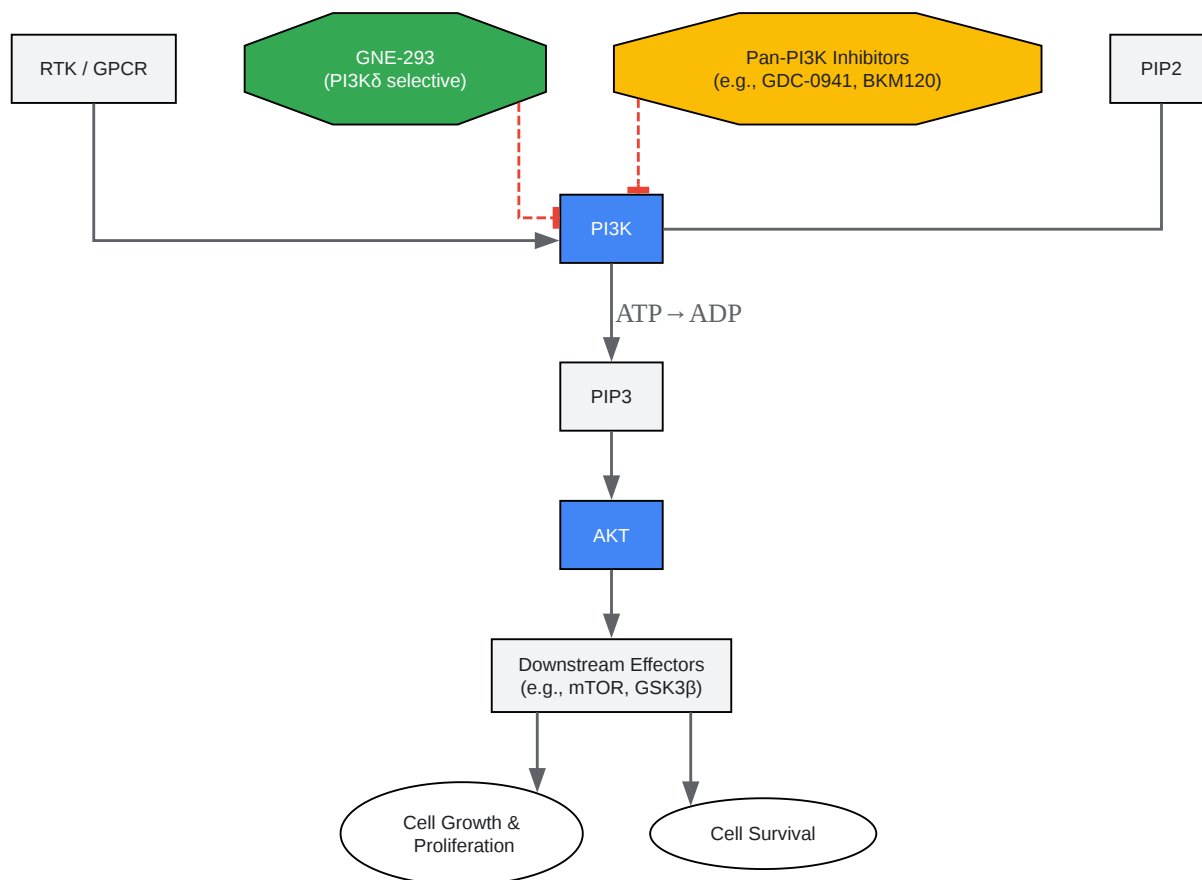 RTK / GPCR
GNE-293
(PI3Kδ selective)
Pan-PI3K Inhibitors
(e.g., GDC-0941, BKM120)
PIP2
PI3K
ATP→ADP
PIP3
AKT
Downstream Effectors
(e.g., mTOR, GSK3β)
Cell Growth &
Proliferation
Cell Survival